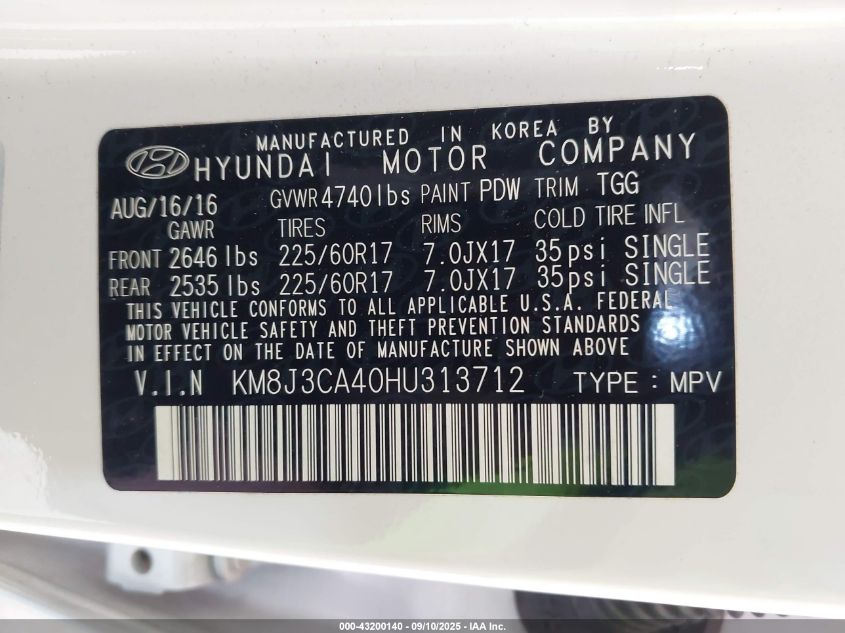 MANUFACTURED IN KOREA BY
HYUNDAI MOTOR COMPANY
AUG/16/16 GVWR 4740lbs PAINT PDW TRIM TGG
GAWR TIRES RIMS COLD TIRE INFL
FRONT 2646 lbs 225/60R17 7.0JX17 35psi SINGLE
REAR 2535 lbs 225/60R17 7.0JX17 35psi SINGLE
THIS VEHICLE CONFORMS TO ALL APPLICABLE U.S.A. FEDERAL
MOTOR VEHICLE SAFETY AND THEFT PREVENTION STANDARDS
IN EFFECT ON THE DATE OF MANUFACTURE SHOWN ABOVE
V.I.N KM8J3CA40HU313712 TYPE : MPV
000-43200140 - 09/10/2025 - IAA Inc.